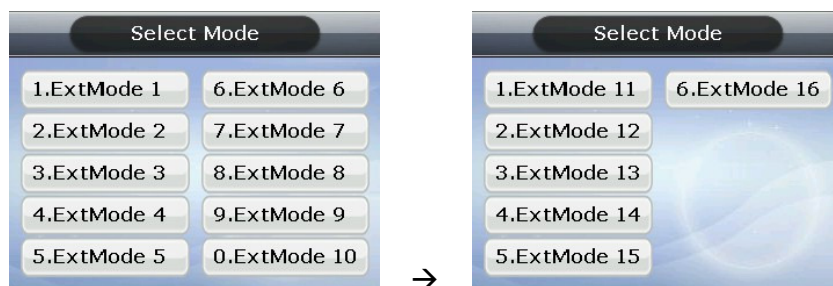 Select Mode
1.ExtMode 1 6.ExtMode 6
2.ExtMode 2 7.ExtMode 7
3.ExtMode 3 8.ExtMode 8
4.ExtMode 4 9.ExtMode 9
5.ExtMode 5 0.ExtMode 10
→
Select Mode
1.ExtMode 11 6.ExtMode 16
2.ExtMode 12
3.ExtMode 13
4.ExtMode 14
5.ExtMode 15